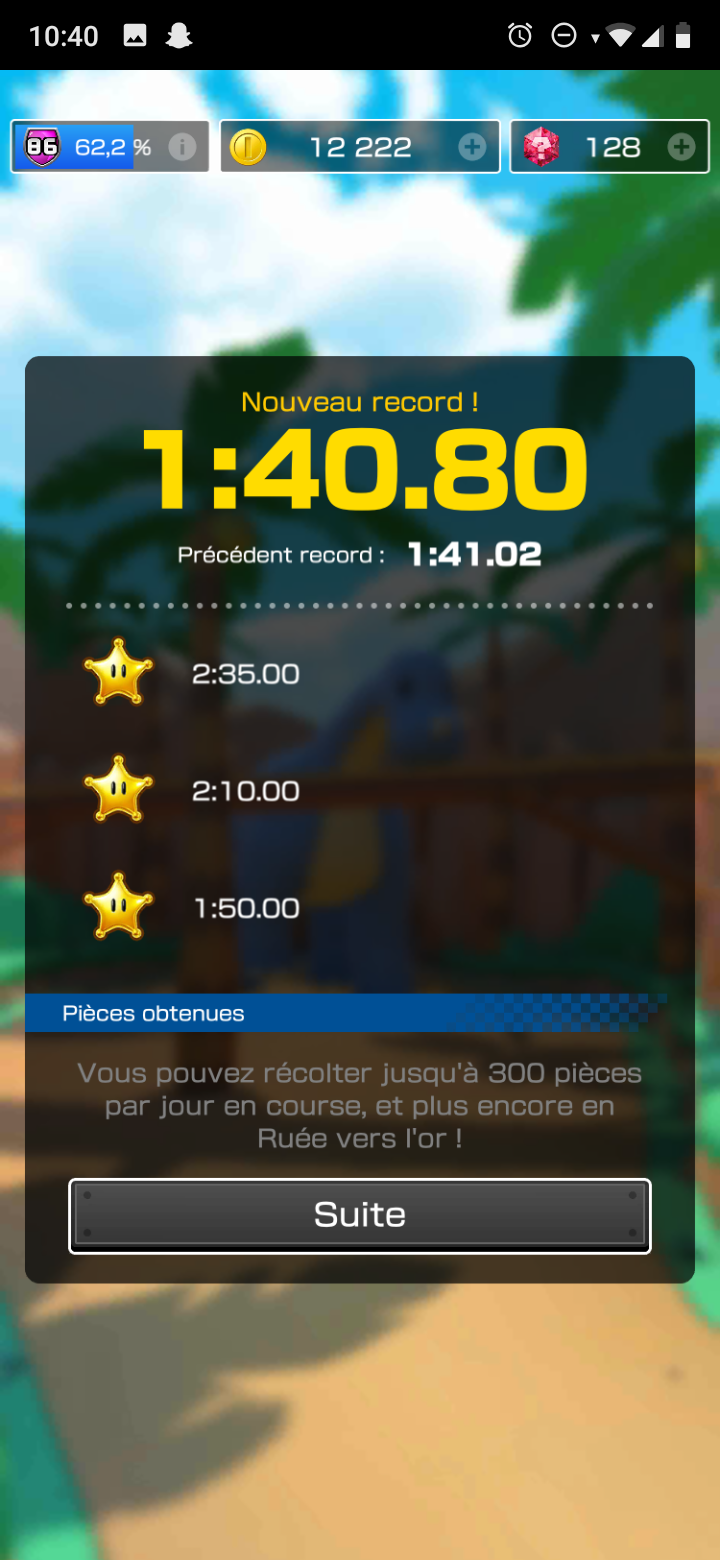 10:40
86 62,2 % i 12 222 + ? 128 +
Nouveau record !
1:40.80
Précédent record : 1:41.02
2:35.00
2:10.00
1:50.00
Pièces obtenues
Vous pouvez récolter jusqu'à 300 pièces
par jour en course, et plus encore en
Ruée vers l'or !
Suite